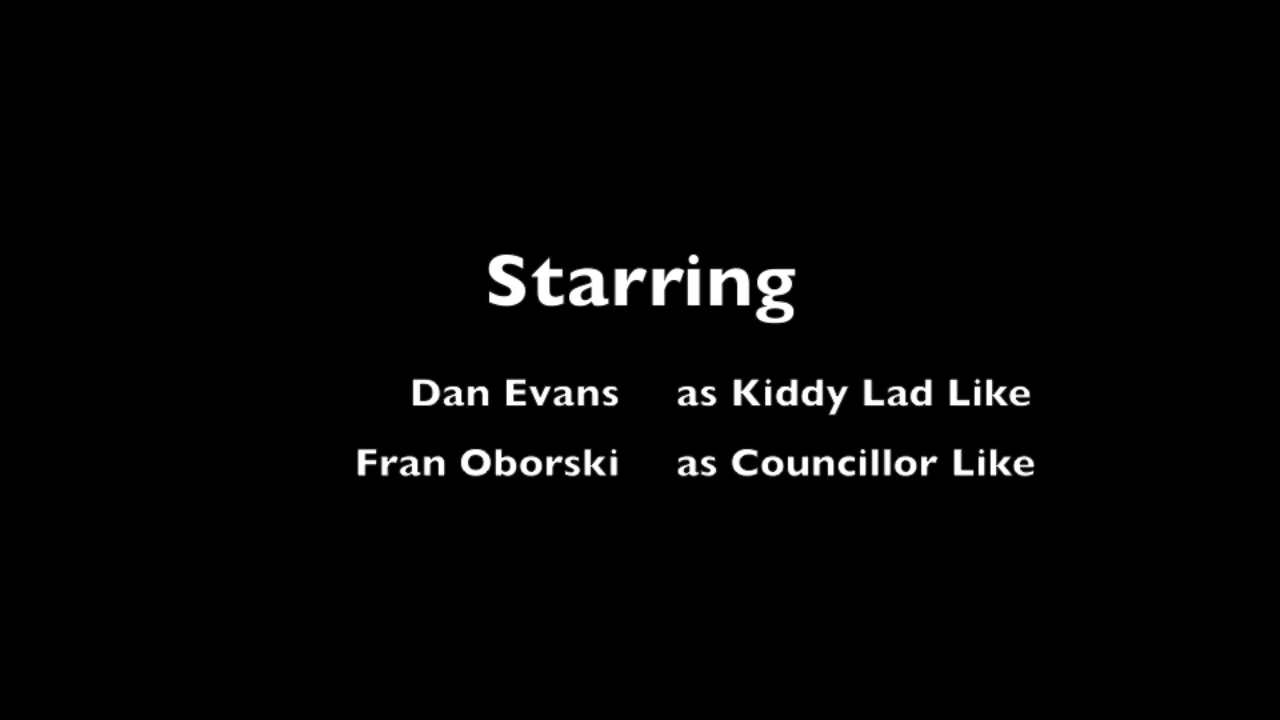 Starring
Dan Evans as Kiddy Lad Like
Fran Oborski as Councillor Like